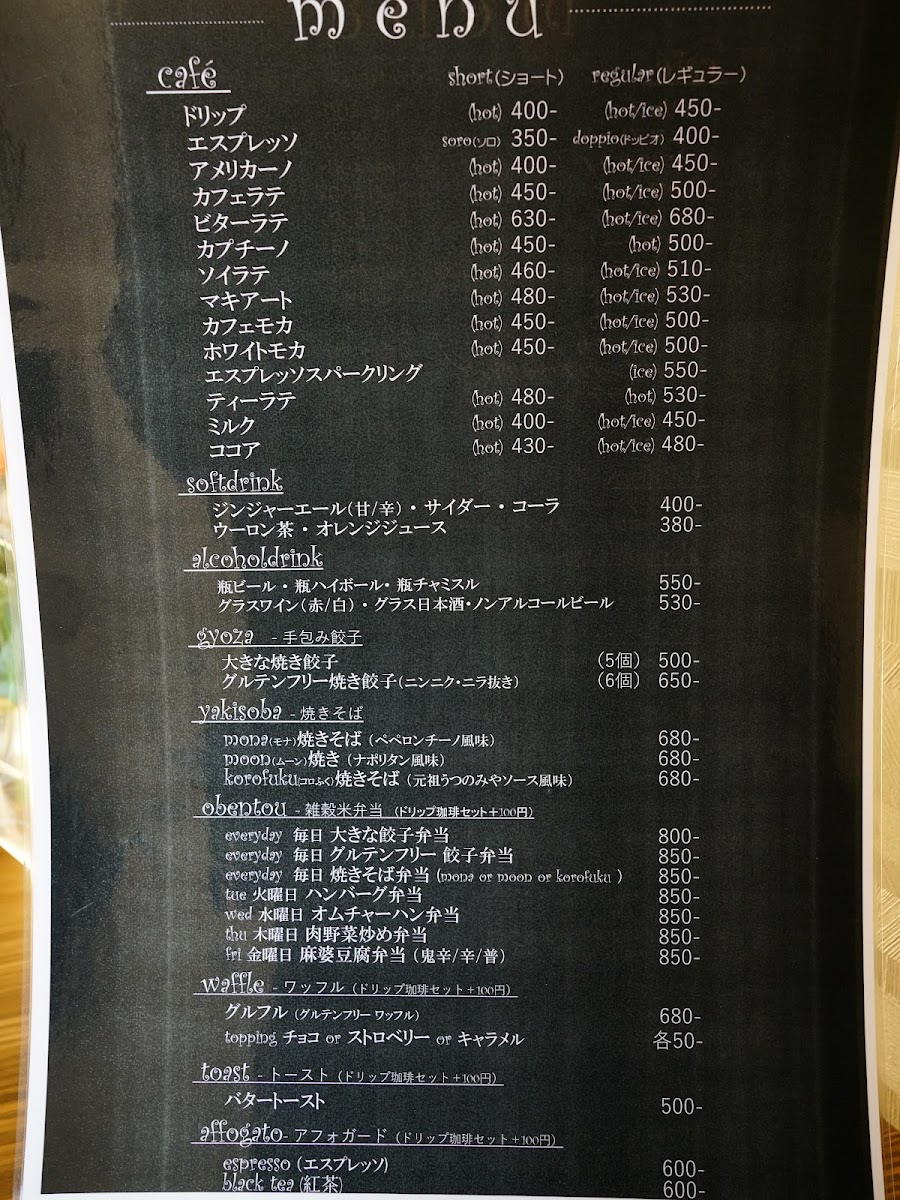 menu
café short(ショート) regular(レギュラー)
ドリップ (hot) 400- (hot/ice) 450-
エスプレッソ soro(ソロ) 350- doppio(ドッピオ) 400-
アメリカーノ (hot) 400- (hot/ice) 450-
カフェラテ (hot) 450- (hot/ice) 500-
ビターラテ (hot) 630- (hot/ice) 680-
カプチーノ (hot) 450- (hot) 500-
ソイラテ (hot) 460- (hot/ice) 510-
マキアート (hot) 480- (hot/ice) 530-
カフェモカ (hot) 450- (hot/ice) 500-
ホワイトモカ (hot) 450- (hot/ice) 500-
エスプレッソスパークリング (ice) 550-
ティーラテ (hot) 480- (hot) 530-
ミルク (hot) 400- (hot/ice) 450-
ココア (hot) 430- (hot/ice) 480-
softdrink
ジンジャーエール(甘/辛)・サイダー・コーラ 400-
ウーロン茶・オレンジジュース 380-
alcoholdrink
瓶ビール・瓶ハイボール・瓶チャミスル 550-
グラスワイン(赤/白)・グラス日本酒・ノンアルコールビール 530-
gyoza - 手包み餃子
大きな焼き餃子 (5個) 500-
グルテンフリー焼き餃子(ニンニク・ニラ抜き) (6個) 650-
yakisoba - 焼きそば
mona(モナ)焼きそば (ペペロンチーノ風味) 680-
moon(ムーン)焼き (ナポリタン風味) 680-
korofuku(コロふく)焼きそば (元祖うつのみやソース風味) 680-
obentou - 雑穀米弁当 (ドリップ珈琲セット+100円)
everyday 毎日 大きな餃子弁当 800-
everyday 毎日 グルテンフリー 餃子弁当 850-
everyday 毎日 焼きそば弁当 (mona or moon or korofuku ) 850-
tue 火曜日 ハンバーグ弁当 850-
wed 水曜日 オムチャーハン弁当 850-
thu 木曜日 肉野菜炒め弁当 850-
fri 金曜日 麻婆豆腐弁当 (鬼辛/辛/普) 850-
waffle - ワッフル (ドリップ珈琲セット+100円)
グルフル (グルテンフリー ワッフル) 680-
topping チョコ or ストロベリー or キャラメル 各50-
toast - トースト (ドリップ珈琲セット+100円)
バタートースト 500-
affogato- アフォガード (ドリップ珈琲セット+100円)
espresso (エスプレッソ) 600-
black tea (紅茶) 600-